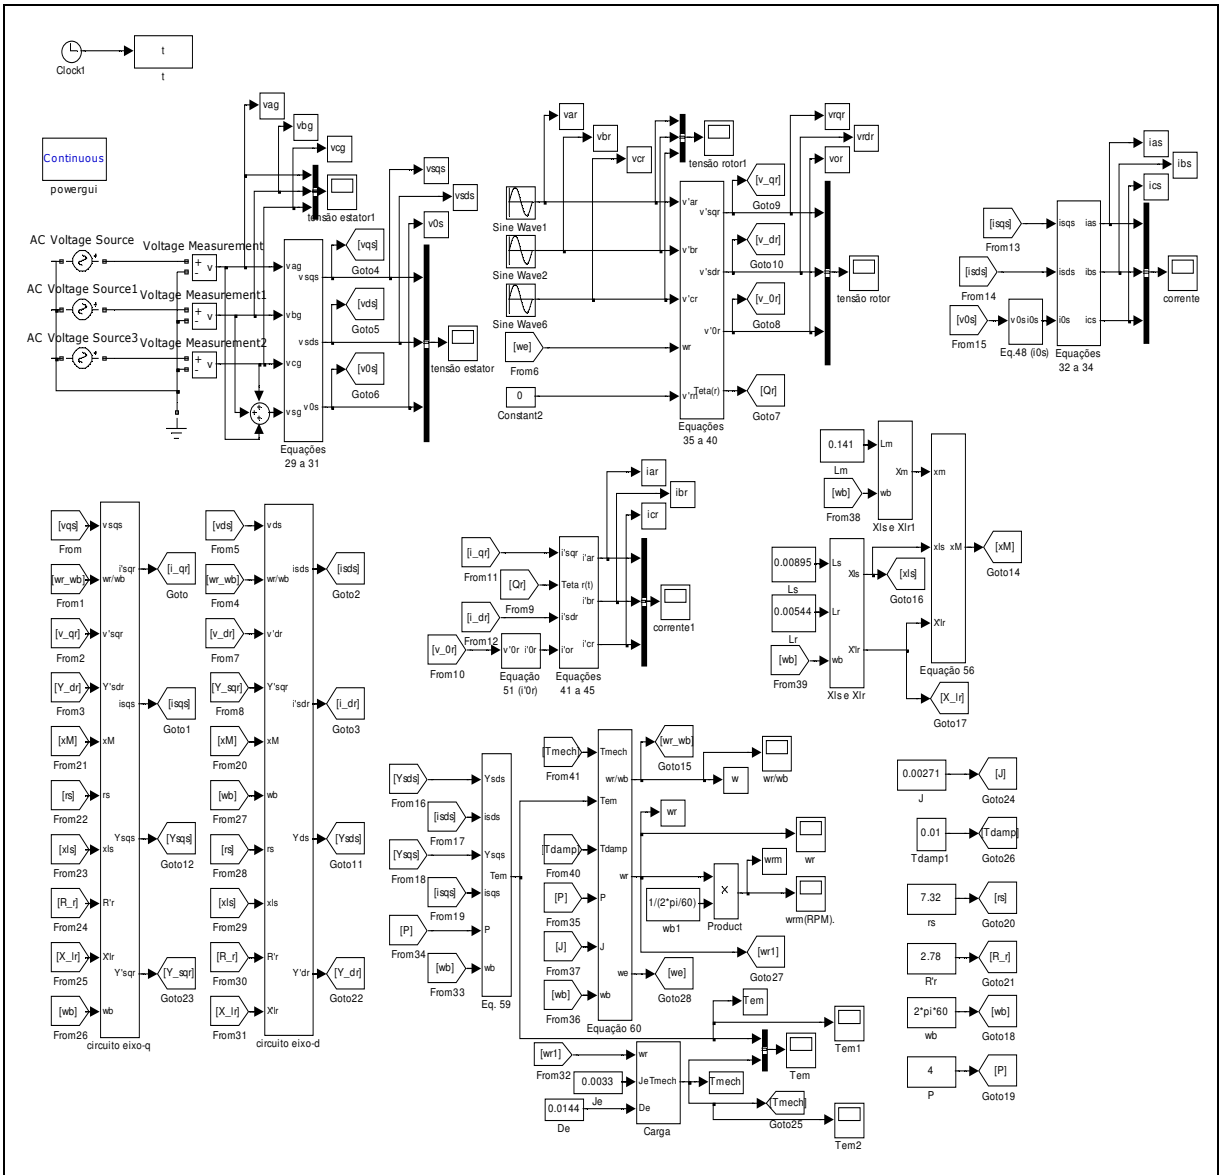 t
Clock1
t
Continuous
powergui
vag
vbg
vcg
tensão estator1
vsqs
vsds
v0s
AC Voltage Source
Voltage Measurement
+
-
v
AC Voltage Source1
Voltage Measurement1
+
-
v
AC Voltage Source3
Voltage Measurement2
+
-
v
vag
vbg
vcg
vsg
vsqs
vsds
v0s
Equações
29 a 31
[vqs]
Goto4
[vds]
Goto5
[v0s]
Goto6
tensão estator
var
vbr
vcr
tensão rotor1
vrqr
vrdr
vor
Sine Wave1
Sine Wave2
Sine Wave6
[we]
From6
0
Constant2
v'ar
v'br
v'cr
wr
v'rn
v'sqr
v'sdr
v'0r
Teta(r)
Equações
35 a 40
[v_qr]
Goto9
[v_dr]
Goto10
[v_0r]
Goto8
[Qr]
Goto7
tensão rotor
ias
ibs
ics
[isqs]
From13
[isds]
From14
[v0s]
From15
v0s i0s
Eq.48 (i0s)
isqs
isds
i0s
ias
ibs
ics
Equações
32 a 34
corrente
[vqs]
From
[wr_wb]
From1
[v_qr]
From2
[Y_dr]
From3
[xM]
From21
[rs]
From22
[xls]
From23
[R_r]
From24
[X_lr]
From25
[wb]
From26
vsqs
wr/wb
v'sqr
Y'sdr
xM
rs
xls
R'r
X'lr
wb
i'sqr
isqs
Ysqs
Y'sqr
circuito eixo-q
[i_qr]
Goto
[isqs]
Goto1
[Ysqs]
Goto12
[Y_sqr]
Goto23
[vds]
From5
[wr_wb]
From4
[v_dr]
From7
[Y_sqr]
From8
[xM]
From20
[wb]
From27
[rs]
From28
[xls]
From29
[R_r]
From30
[X_lr]
From31
vds
wr/wb
v'dr
Y'sqr
xM
wb
rs
xls
R'r
X'lr
isds
i'sdr
Yds
Y'dr
circuito eixo-d
[isds]
Goto2
[i_dr]
Goto3
[Ysds]
Goto11
[Y_dr]
Goto22
iar
ibr
icr
[i_qr]
From11
[Qr]
From9
[i_dr]
From12
[v_0r]
From10
v'0r i'0r
Equação
51 (i'0r)
i'sqr
Teta r(t)
i'sdr
i'or
i'ar
i'br
i'cr
Equações
41 a 45
corrente1
0.141
Lm
[wb]
From38
Lm
wb
Xm
Xls e Xlr1
0.00895
Ls
0.00544
Lr
[wb]
From39
Ls
Lr
wb
Xls
X'lr
Xls e Xlr
[xls]
Goto16
xm
xls
X'lr
xM
Equação 56
[xM]
Goto14
[X_lr]
Goto17
[Ysds]
From16
[isds]
From17
[Ysqs]
From18
[isqs]
From19
[P]
From34
[wb]
From33
Ysds
isds
Ysqs
isqs
P
wb
Tem
Eq. 59
[Tmech]
From41
[Tdamp]
From40
[P]
From35
[J]
From37
[wb]
From36
Tmech
Tem
Tdamp
P
J
wb
wr/wb
wr
we
Equação 60
[wr_wb]
Goto15
wr/wb
w
wr
wr
1/(2*pi/60)
wb1
X
Product
wrm
wrm(RPM).
[wr1]
Goto27
[we]
Goto28
Tem
Tem1
Tem
[wr1]
From32
0.0033
Je
0.0144
De
wr
Je
De
Tmech
Carga
Tmech
[Tmech]
Goto25
Tem2
0.00271
J
[J]
Goto24
0.01
Tdamp1
[Tdamp]
Goto26
7.32
rs
[rs]
Goto20
2.78
R'r
[R_r]
Goto21
2*pi*60
wb
[wb]
Goto18
4
P
[P]
Goto19